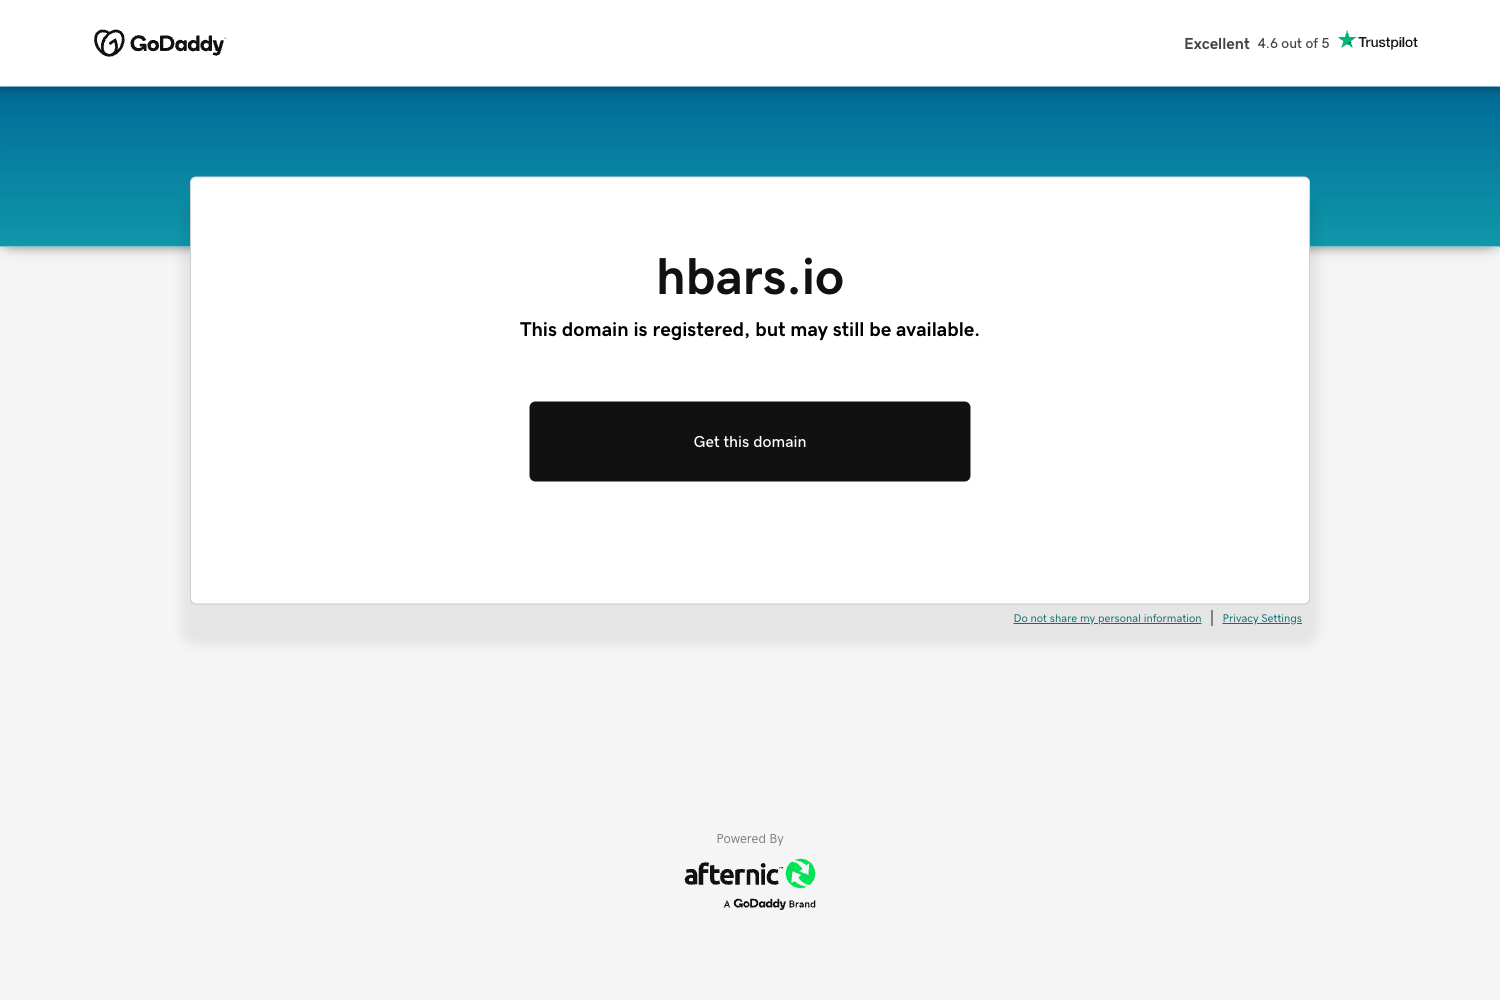 GoDaddy
Excellent 4.6 out of 5 Trustpilot
hbars.io
This domain is registered, but may still be available.
Get this domain
Do not share my personal information | Privacy Settings
Powered By
afternic
A GoDaddy Brand